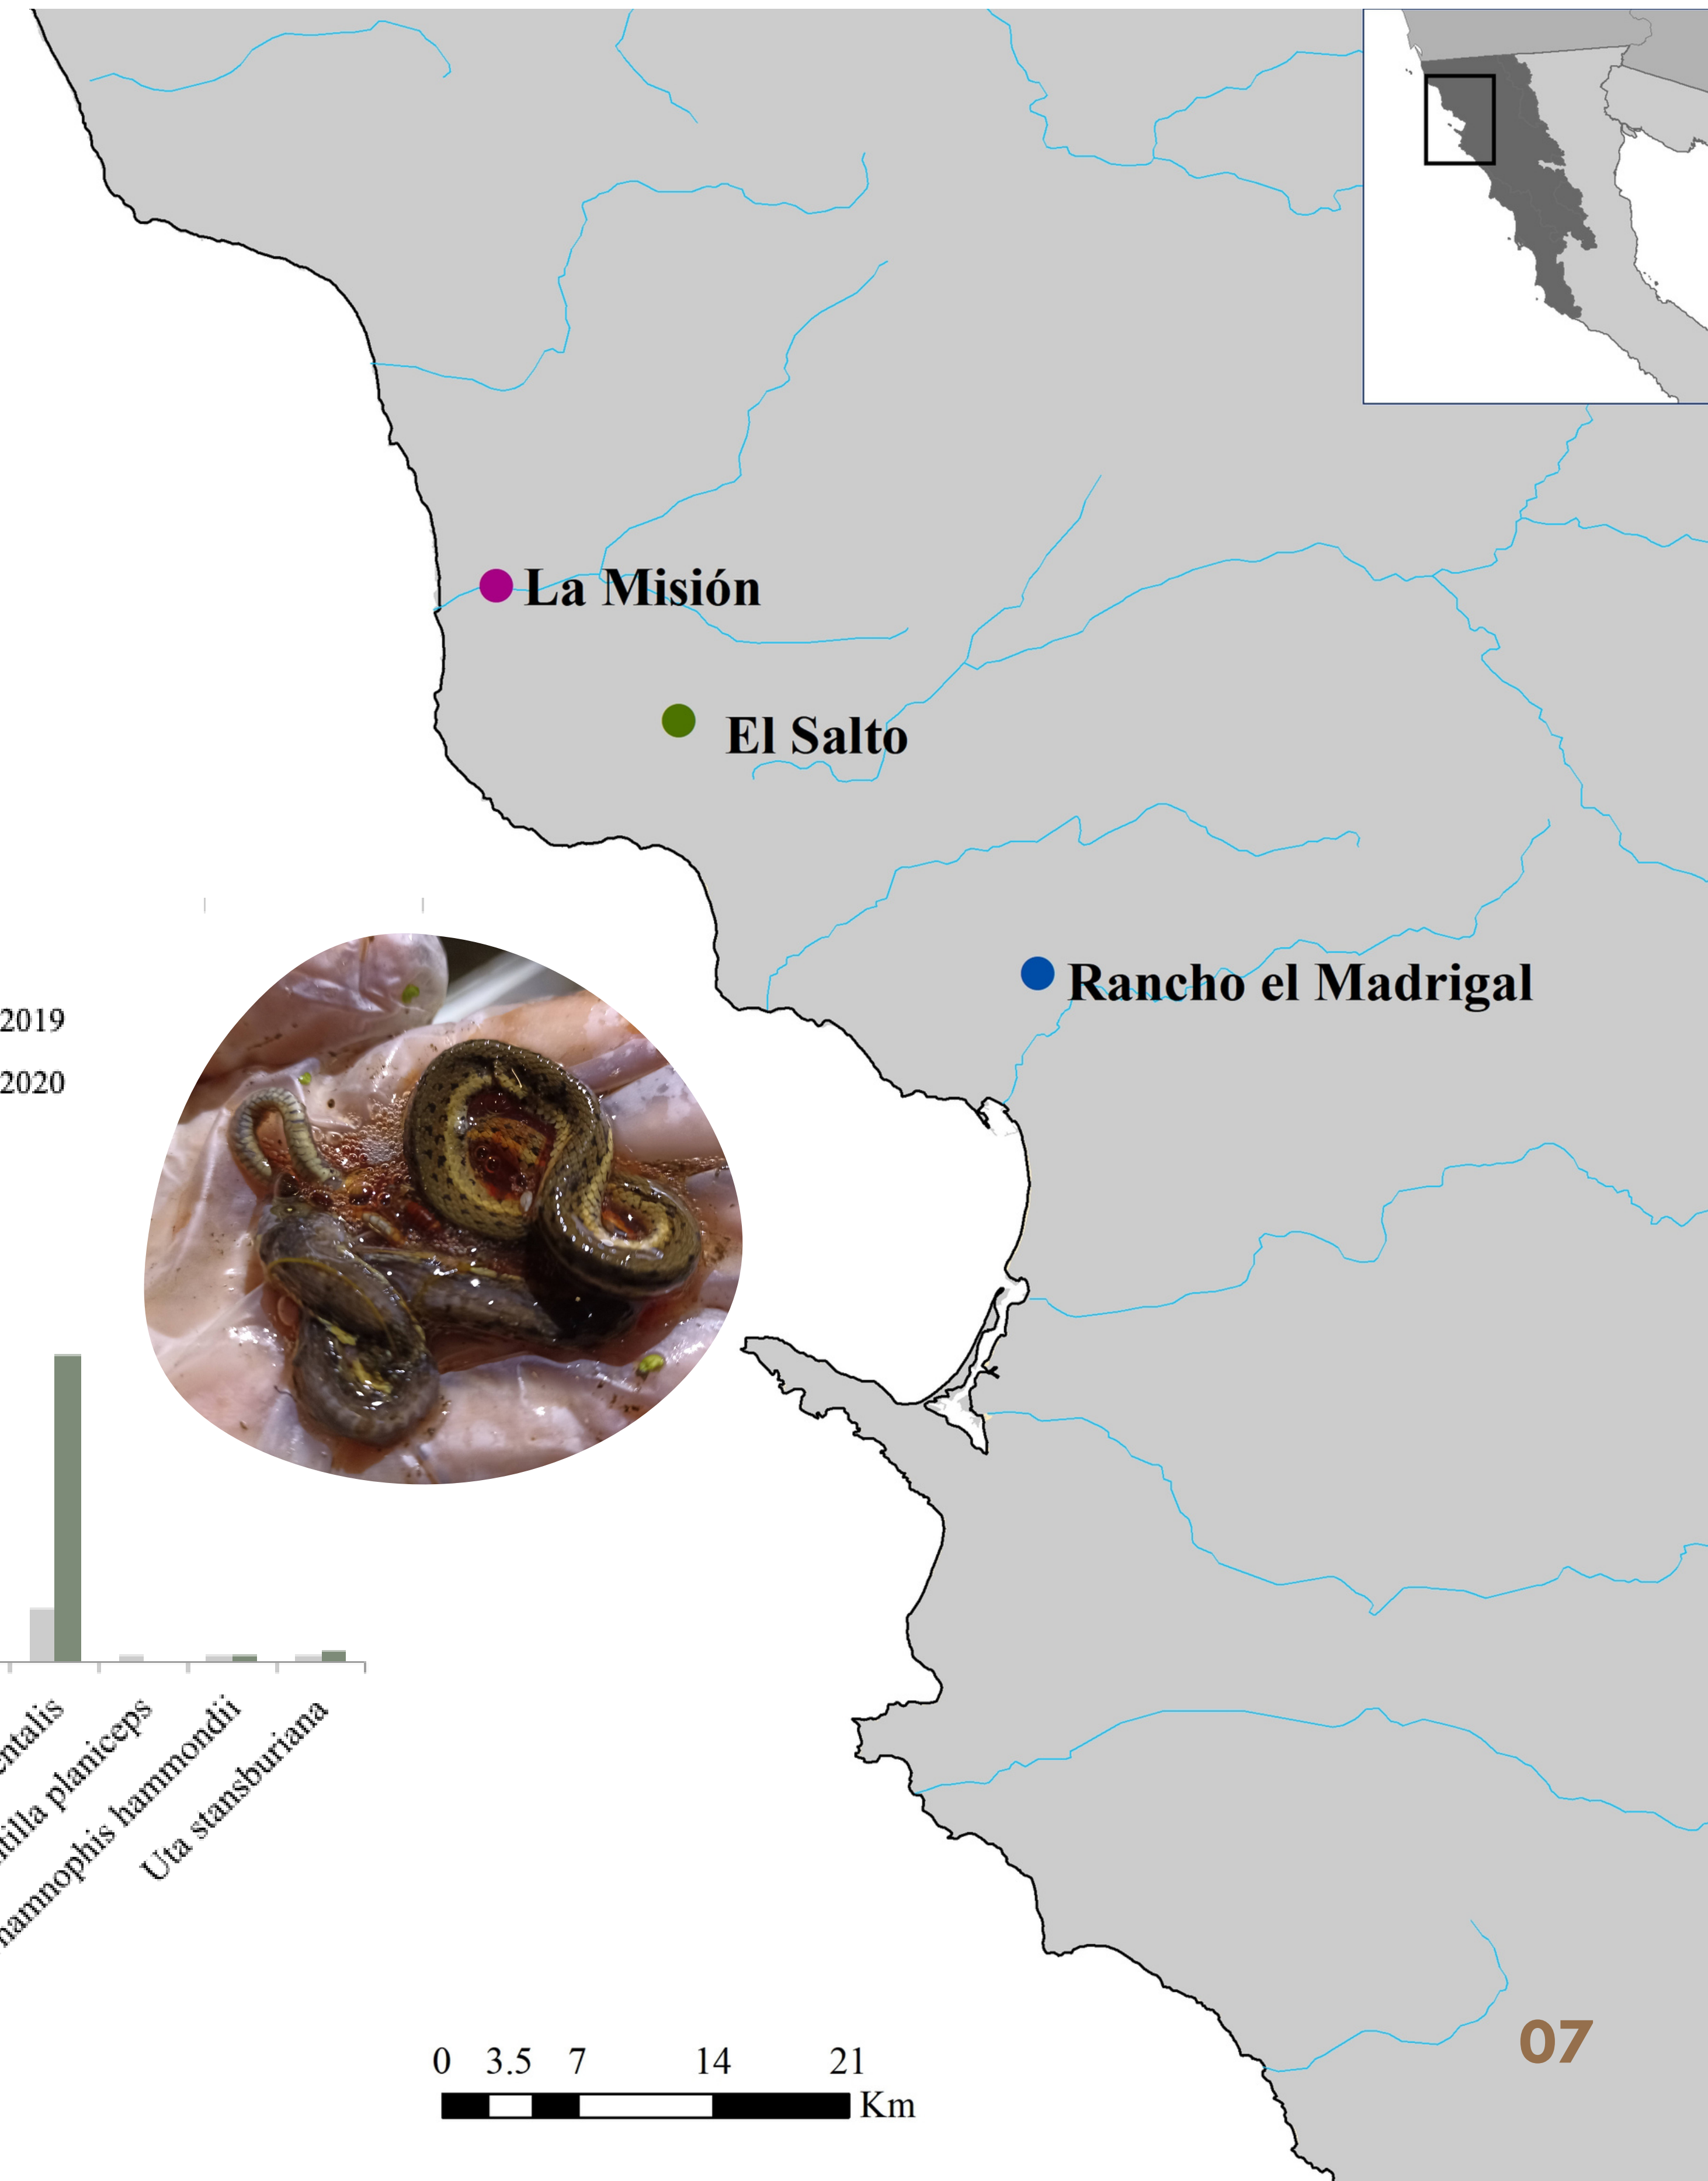 La Misión
El Salto
Rancho el Madrigal
2019
2020
entalis
tilla planiceps
hamnophis hammondii
Uta stansburiana
0 3.5 7 14 21
Km
07